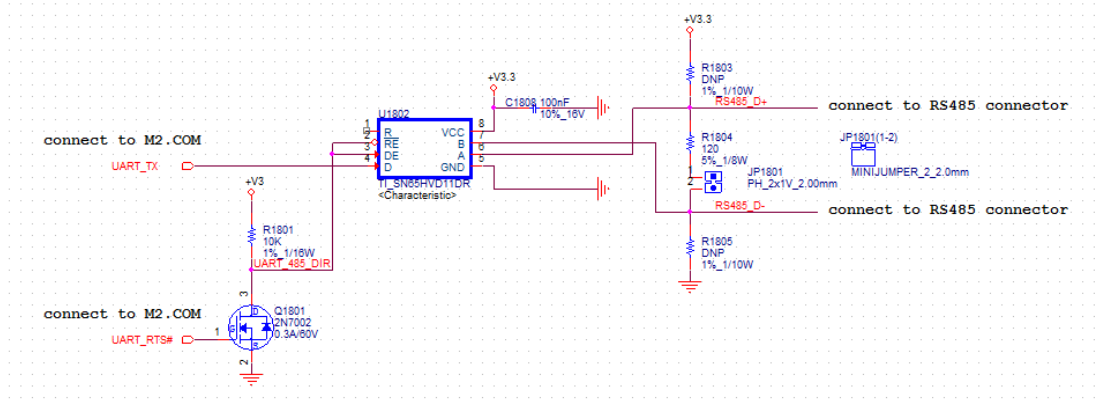 +V3.3
R1803
DNP
1%_1/10W
RS485_D+
connect to RS485 connector
+V3.3
C1808 100nF
10%_16V
U1802
1
2
3
4
R
RE
DE
D
VCC
B
A
GND
8
7
6
5
TI_SN65HVD11DR
<Characteristic>
connect to M2.COM
UART_TX
R1804
120
5%_1/8W
JP1801(1-2)
MINIJUMPER_2_2.0mm
1
2
JP1801
PH_2x1V_2.00mm
RS485_D-
connect to RS485 connector
+V3
R1801
10K
1%_1/16W
UART_485_DIR
R1805
DNP
1%_1/10W
connect to M2.COM
UART_RTS#
3
D
1
G
S
2
Q1801
2N7002
0.3A/60V